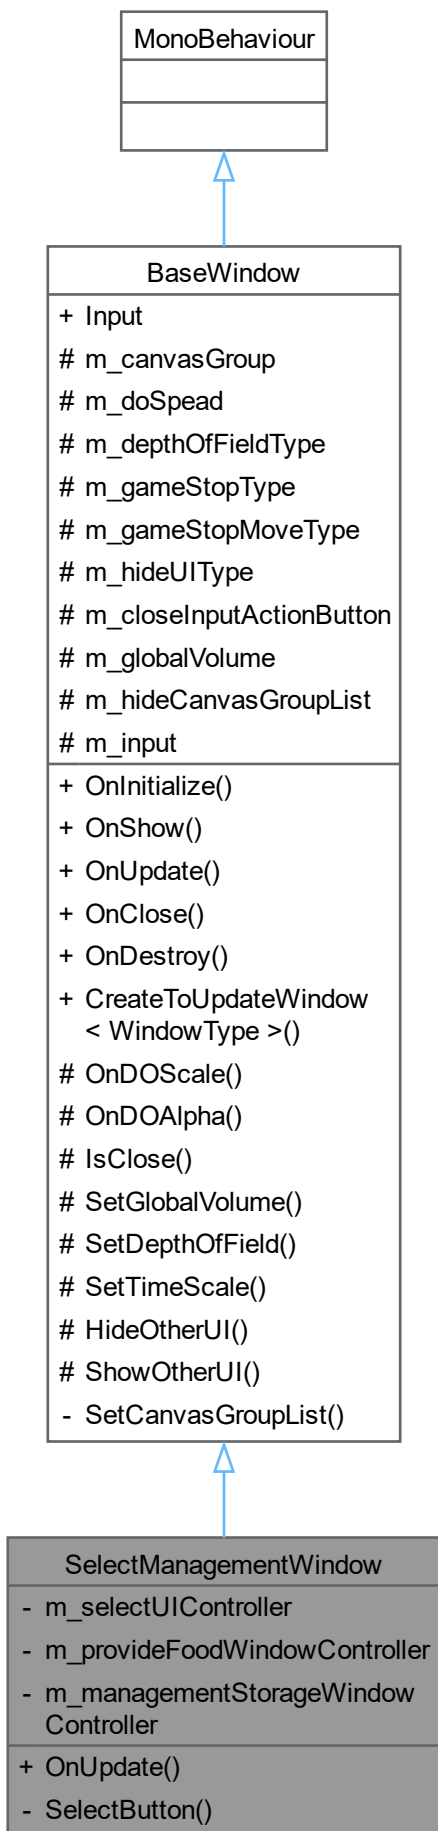 MonoBehaviour
BaseWindow
+ Input
# m_canvasGroup
# m_doSpead
# m_depthOfFieldType
# m_gameStopType
# m_gameStopMoveType
# m_hideUIType
# m_closeInputActionButton
# m_globalVolume
# m_hideCanvasGroupList
# m_input
+ OnInitialize()
+ OnShow()
+ OnUpdate()
+ OnClose()
+ OnDestroy()
+ CreateToUpdateWindow
< WindowType >()
# OnDOScale()
# OnDOAlpha()
# IsClose()
# SetGlobalVolume()
# SetDepthOfField()
# SetTimeScale()
# HideOtherUI()
# ShowOtherUI()
- SetCanvasGroupList()
SelectManagementWindow
- m_selectUIController
- m_provideFoodWindowController
- m_managementStorageWindow
Controller
+ OnUpdate()
- SelectButton()